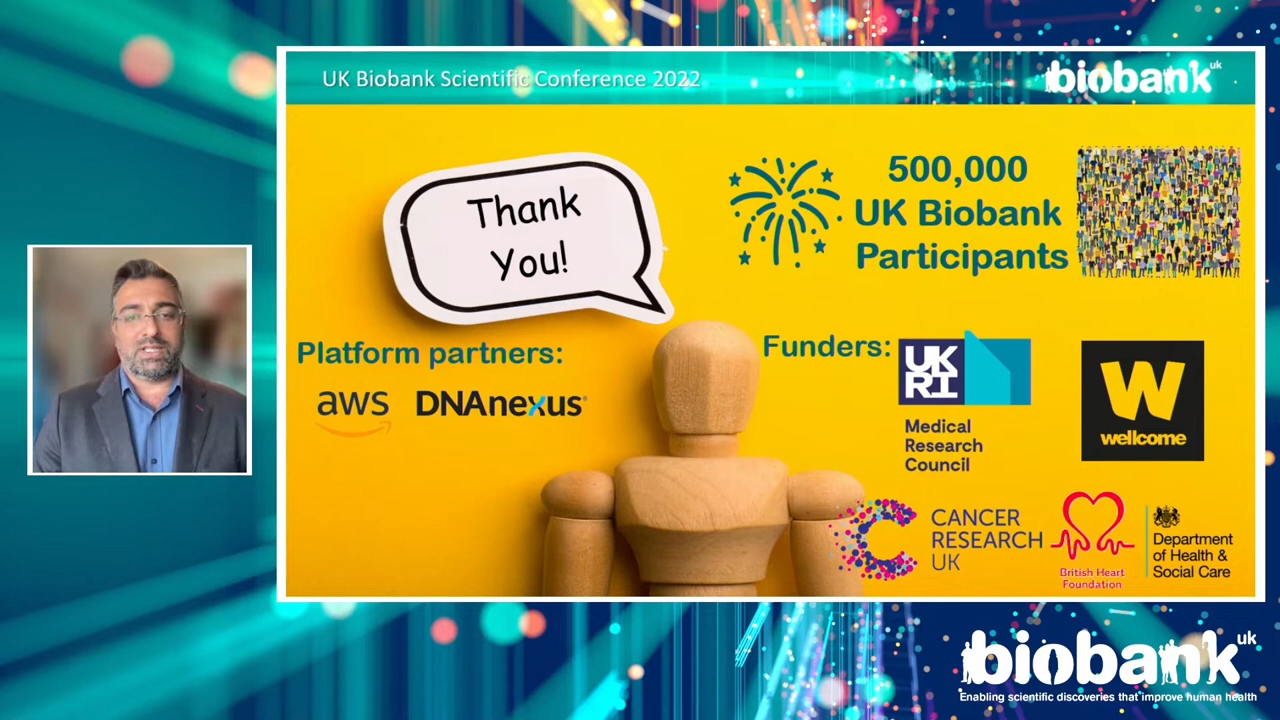 UK Biobank Scientific Conference 2022
biobank uk
Thank
You!
500,000
UK Biobank
Participants
Platform partners:
aws
DNAnexus®
Funders:
UK
RI
Medical
Research
Council
W
wellcome
CANCER
RESEARCH
UK
British Heart
Foundation
Department
of Health &
Social Care
biobank uk
Enabling scientific discoveries that improve human health